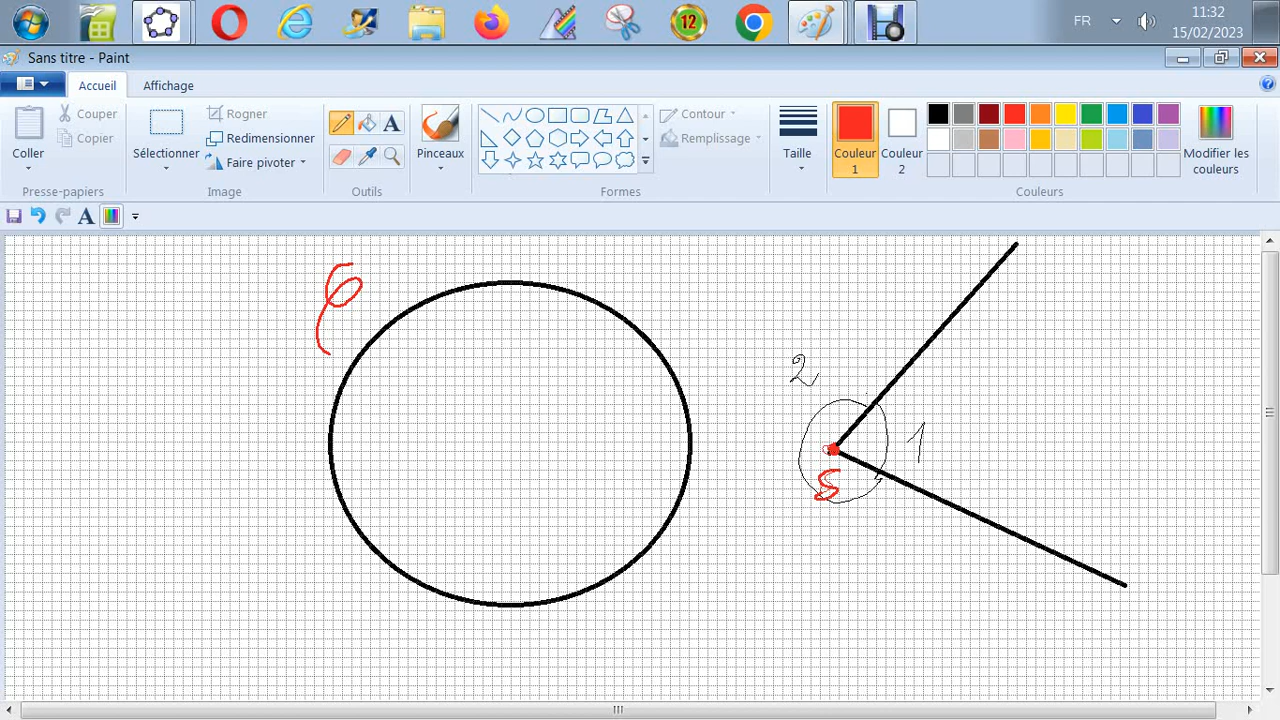 12
FR
11:32
15/02/2023
Sans titre - Paint
Accueil
Affichage
Coller
Couper
Copier
Presse-papiers
Sélectionner
Rogner
Redimensionner
Faire pivoter
Image
A
Outils
Pinceaux
Contour
Remplissage
Formes
Taille
Couleur
1
Couleur
2
Modifier les
couleurs
Couleurs
A
2
1
S